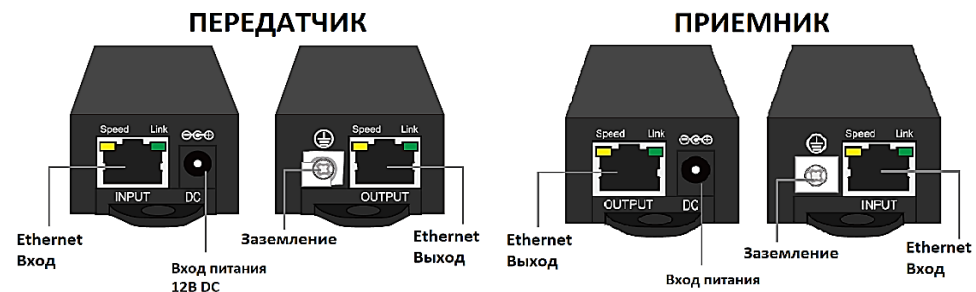 ПЕРЕДАТЧИК
ПРИЕМНИК
Speed Link
INPUT DC
Ethernet
Вход
Вход питания
12В DC
Speed Link
OUTPUT
Заземление
Ethernet
Выход
Speed Link
OUTPUT DC
Ethernet
Выход
Вход питания
Speed Link
INPUT
Заземление
Ethernet
Вход